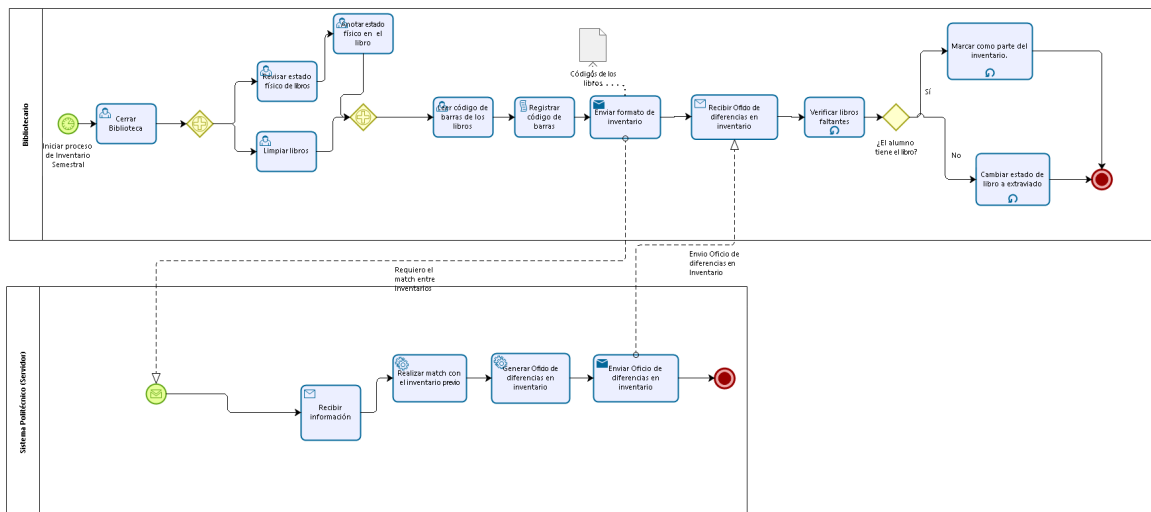 Bibliotecario
Iniciar proceso
de Inventario
Semestral
Cerrar
Biblioteca
Revisar estado
físico de libros
Anotar estado
físico en el
libro
Limpiar libros
código de
barras de los
libros
Registrar
código de
barras
Códigos de los
libros
Enviar formato de
inventario
Recibir Oficio de
diferencias en
inventario
Verificar libros
faltantes
¿El alumno
tiene el libro?
Sí
Marcar como parte del
inventario.
No
Cambiar estado de
libro a extraviado
Requiero el
match entre
inventarios
Envio Oficio de
diferencias en
Inventario
Sistema Politécnico (Servidor)
Recibir
información
Realizar match con
el inventario previo
Generar Oficio de
diferencias en
inventario
Enviar Oficio de
diferencias en
inventario